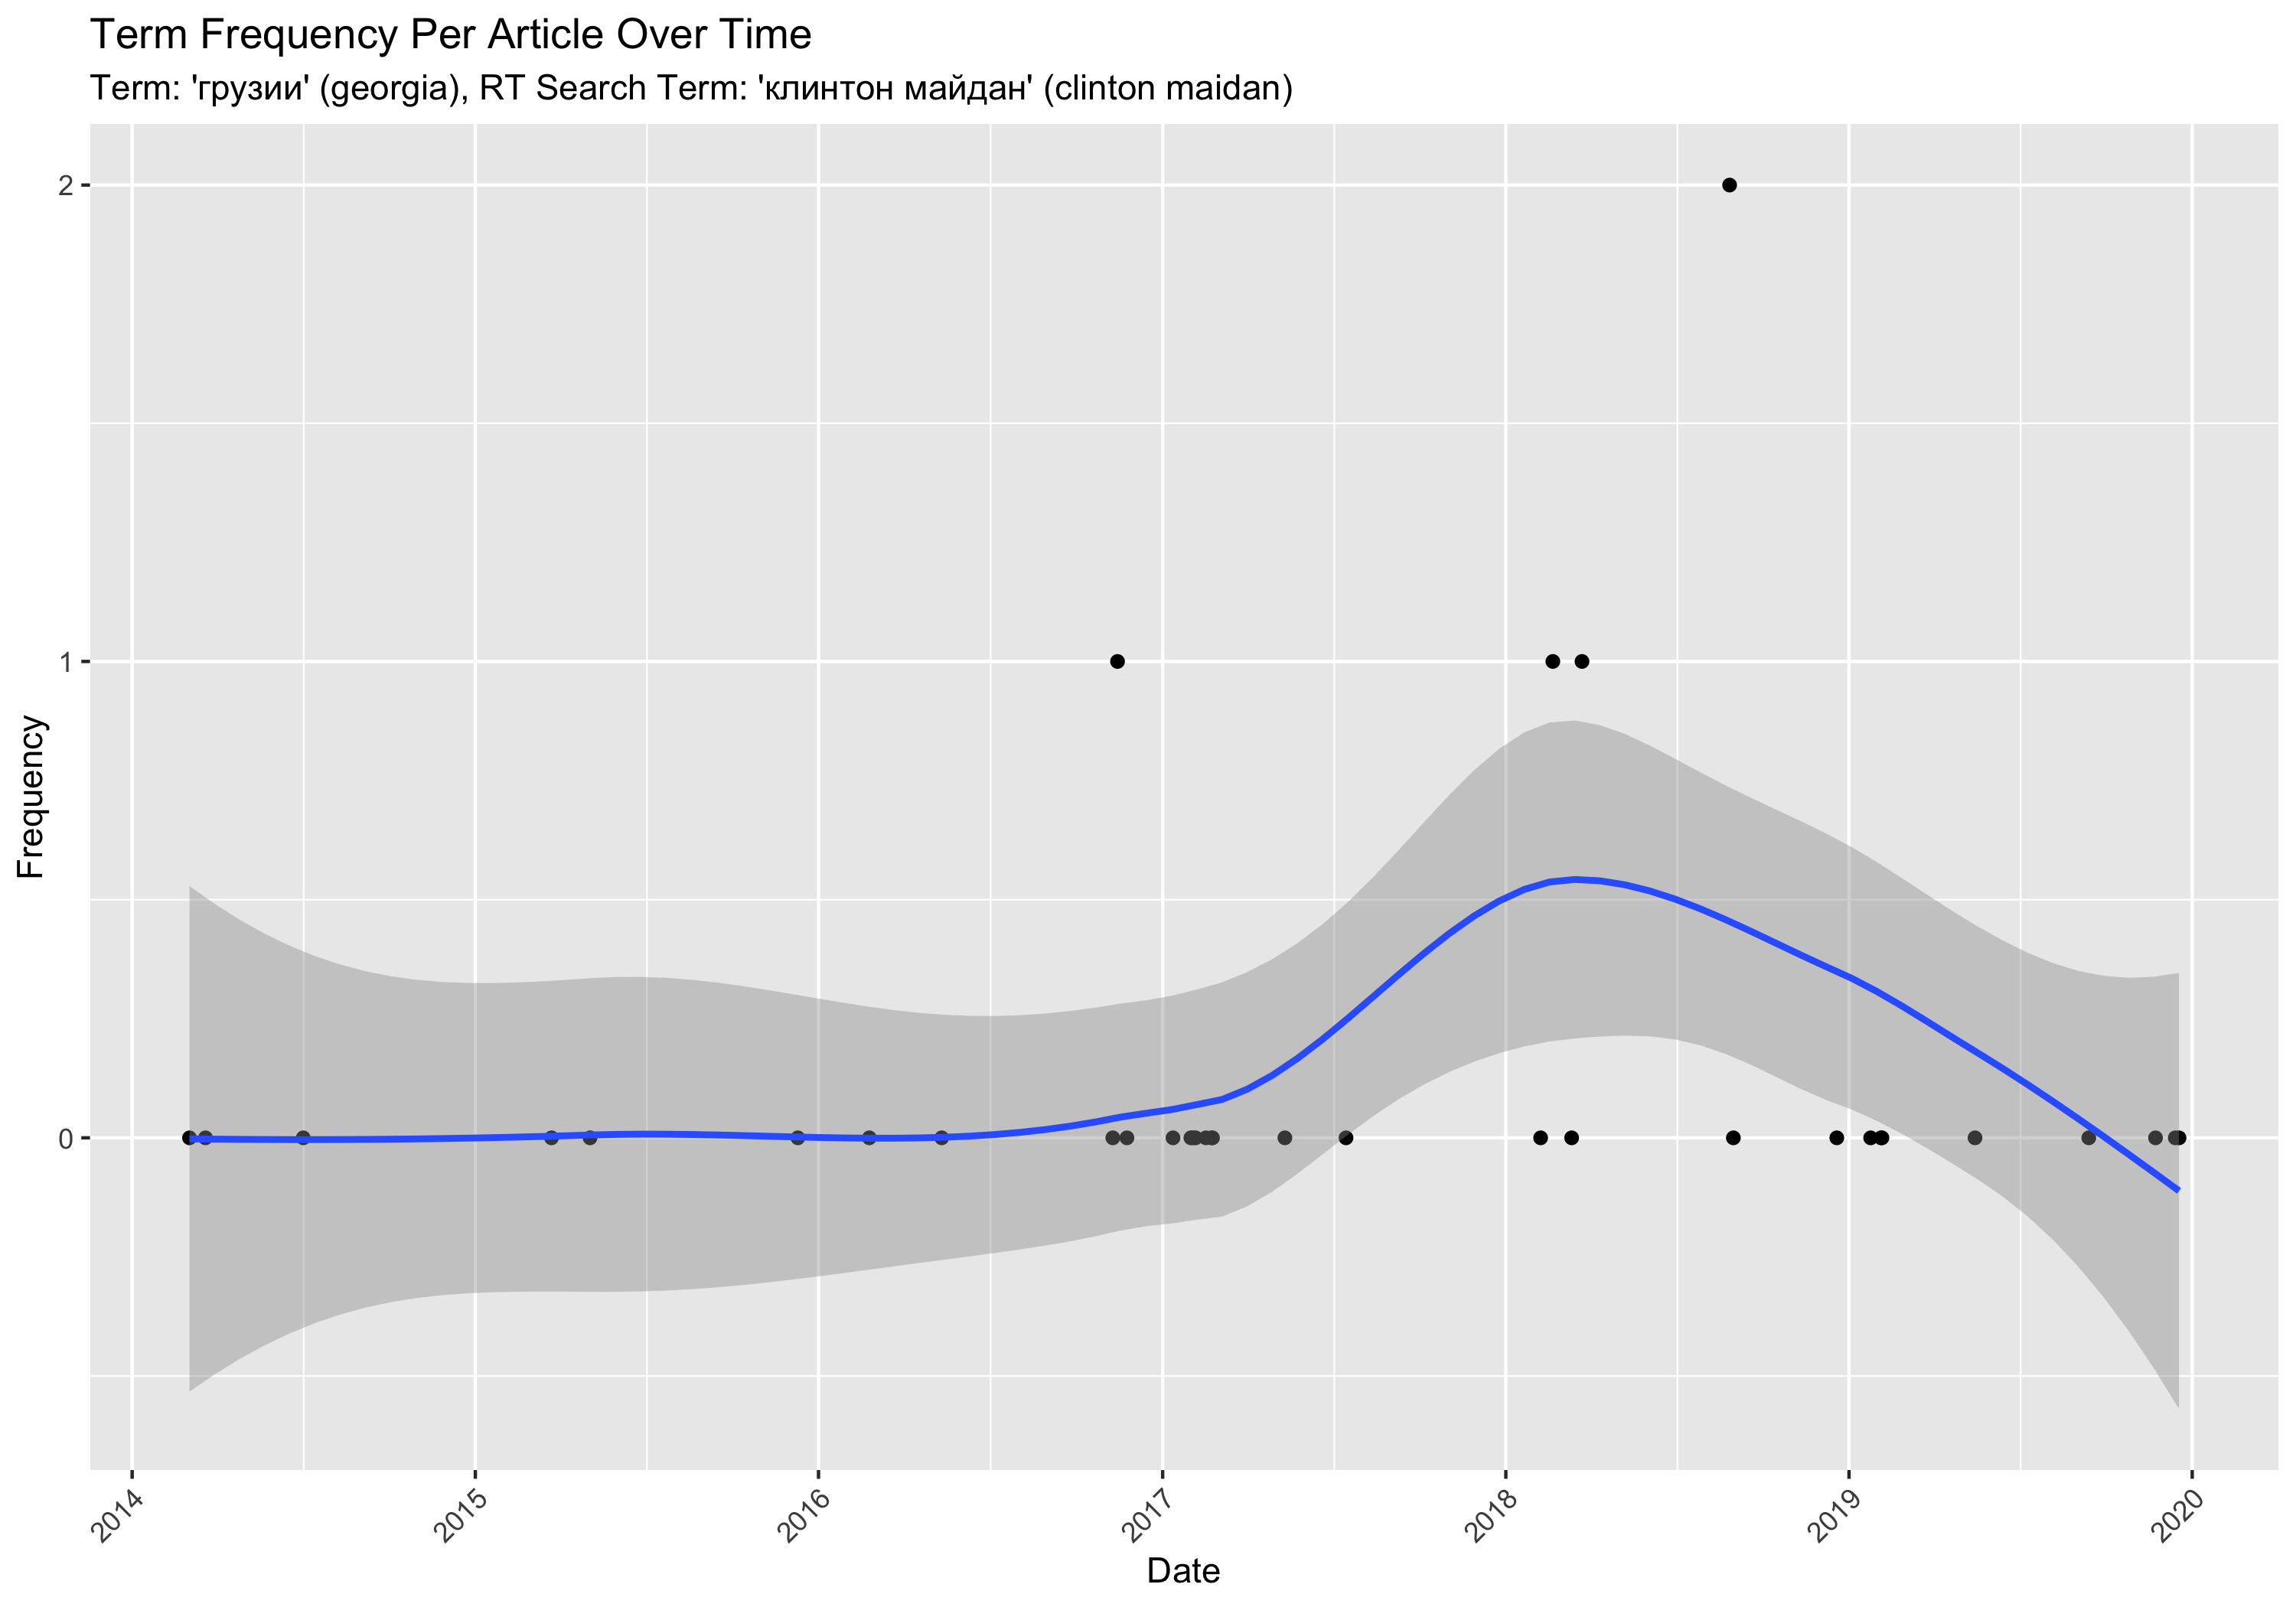 Term Frequency Per Article Over Time
Term: 'грузии' (georgia), RT Search Term: 'клинтон майдан' (clinton maidan)
2
1
0
Frequency
2014
2015
2016
2017
2018
2019
2020
Date